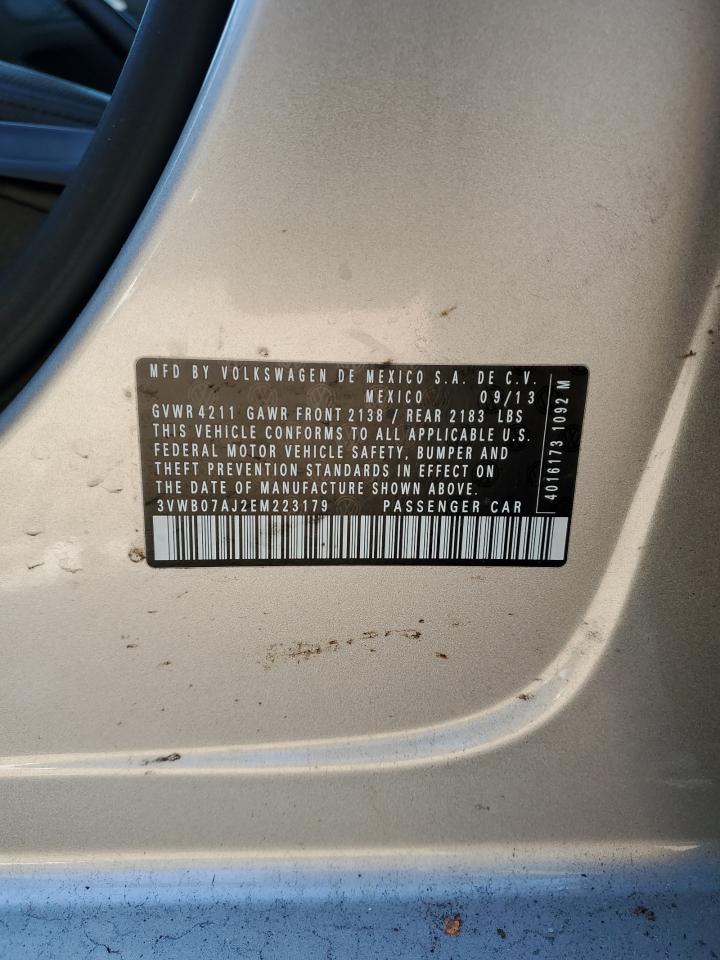 MFD BY VOLKSWAGEN DE MEXICO S.A. DE C.V.
MEXICO 09/13
GVWR 4211 GAWR FRONT 2138 / REAR 2183 LBS
THIS VEHICLE CONFORMS TO ALL APPLICABLE U.S.
FEDERAL MOTOR VEHICLE SAFETY, BUMPER AND
THEFT PREVENTION STANDARDS IN EFFECT ON
THE DATE OF MANUFACTURE SHOWN ABOVE.
3VWB07AJ2EM223179 PASSENGER CAR
4016173 1092 M